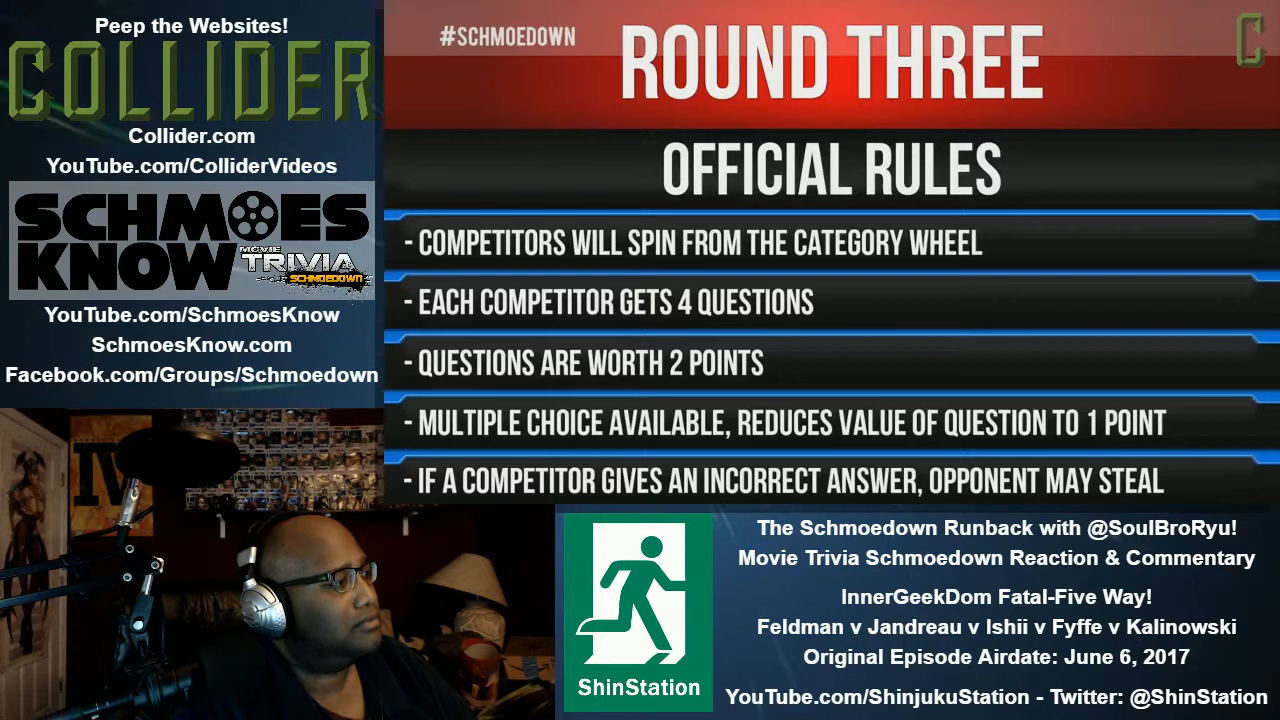 Peep the Websites!
COLLIDER
Collider.com
YouTube.com/ColliderVideos
SCHMOES
KNOW
MOVIE
TRIVIA
SCHMOEDOWN
YouTube.com/SchmoesKnow
SchmoesKnow.com
Facebook.com/Groups/Schmoedown
#SCHMOEDOWN
ROUND THREE
C
OFFICIAL RULES
- COMPETITORS WILL SPIN FROM THE CATEGORY WHEEL
- EACH COMPETITOR GETS 4 QUESTIONS
- QUESTIONS ARE WORTH 2 POINTS
- MULTIPLE CHOICE AVAILABLE, REDUCES VALUE OF QUESTION TO 1 POINT
- IF A COMPETITOR GIVES AN INCORRECT ANSWER, OPPONENT MAY STEAL
IV
ShinStation
The Schmoedown Runback with @SoulBroRyu!
Movie Trivia Schmoedown Reaction & Commentary
InnerGeekDom Fatal-Five Way!
Feldman v Jandreau v Ishii v Fyffe v Kalinowski
Original Episode Airdate: June 6, 2017
YouTube.com/ShinjukuStation - Twitter: @ShinStation